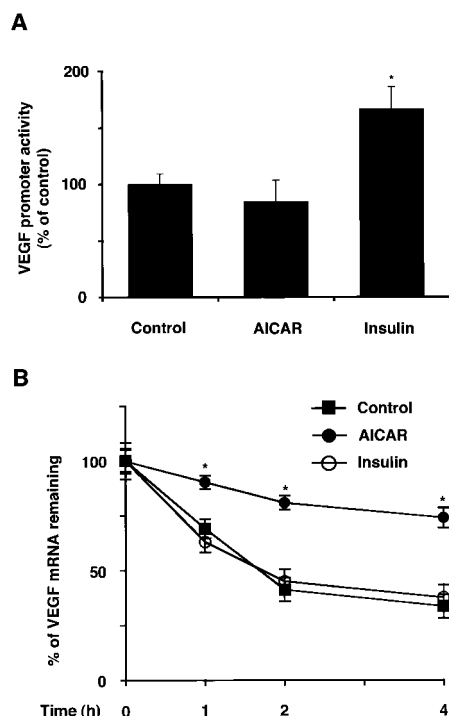 A
VEGF promoter activity
(% of control)
200
*
100
0
Control AICAR Insulin
B
Control
AICAR
Insulin
% of VEGF mRNA remaining
100
* * *
50
0
Time (h) 0 1 2 4